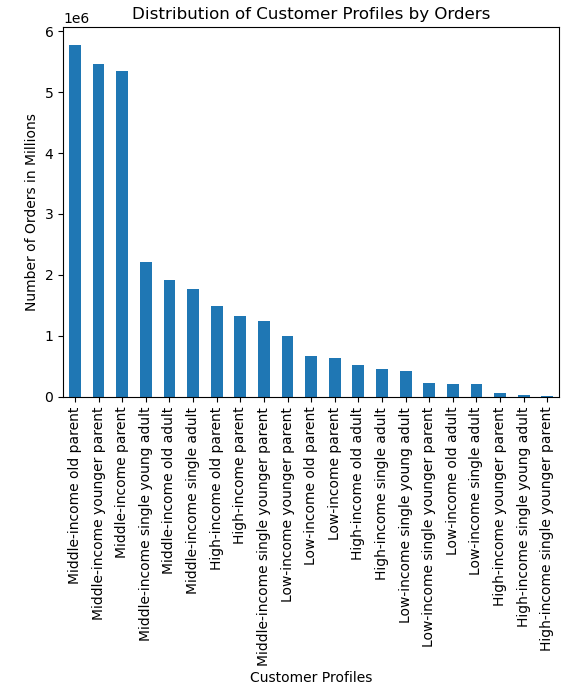 Distribution of Customer Profiles by Orders
1e6
6
5
4
3
2
1
0
Number of Orders in Millions
Middle-income old parent
Middle-income younger parent
Middle-income parent
Middle-income single young adult
Middle-income old adult
Middle-income single adult
High-income old parent
High-income parent
Middle-income single younger parent
Low-income younger parent
Low-income old parent
Low-income parent
High-income old adult
High-income single adult
Low-income single young adult
Low-income single younger parent
Low-income old adult
Low-income single adult
High-income younger parent
High-income single young adult
High-income single younger parent
Customer Profiles